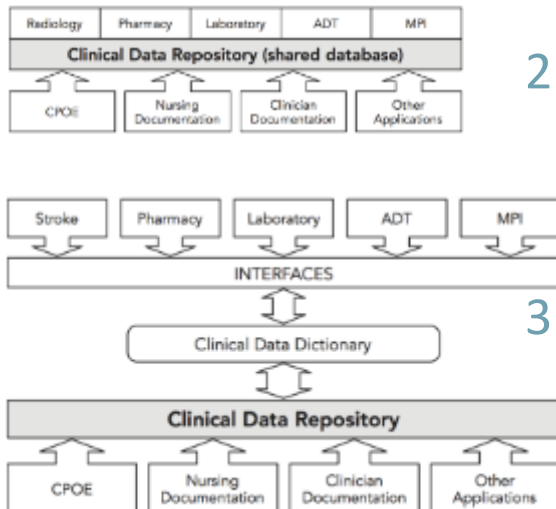 Radiology Pharmacy Laboratory ADT MPI
Clinical Data Repository (shared database)
2
CPOE
Nursing Documentation
Clinician Documentation
Other Applications
Stroke Pharmacy Laboratory ADT MPI
INTERFACES
3
Clinical Data Dictionary
Clinical Data Repository
CPOE
Nursing
Documentation
Clinician
Documentation
Other
Applications